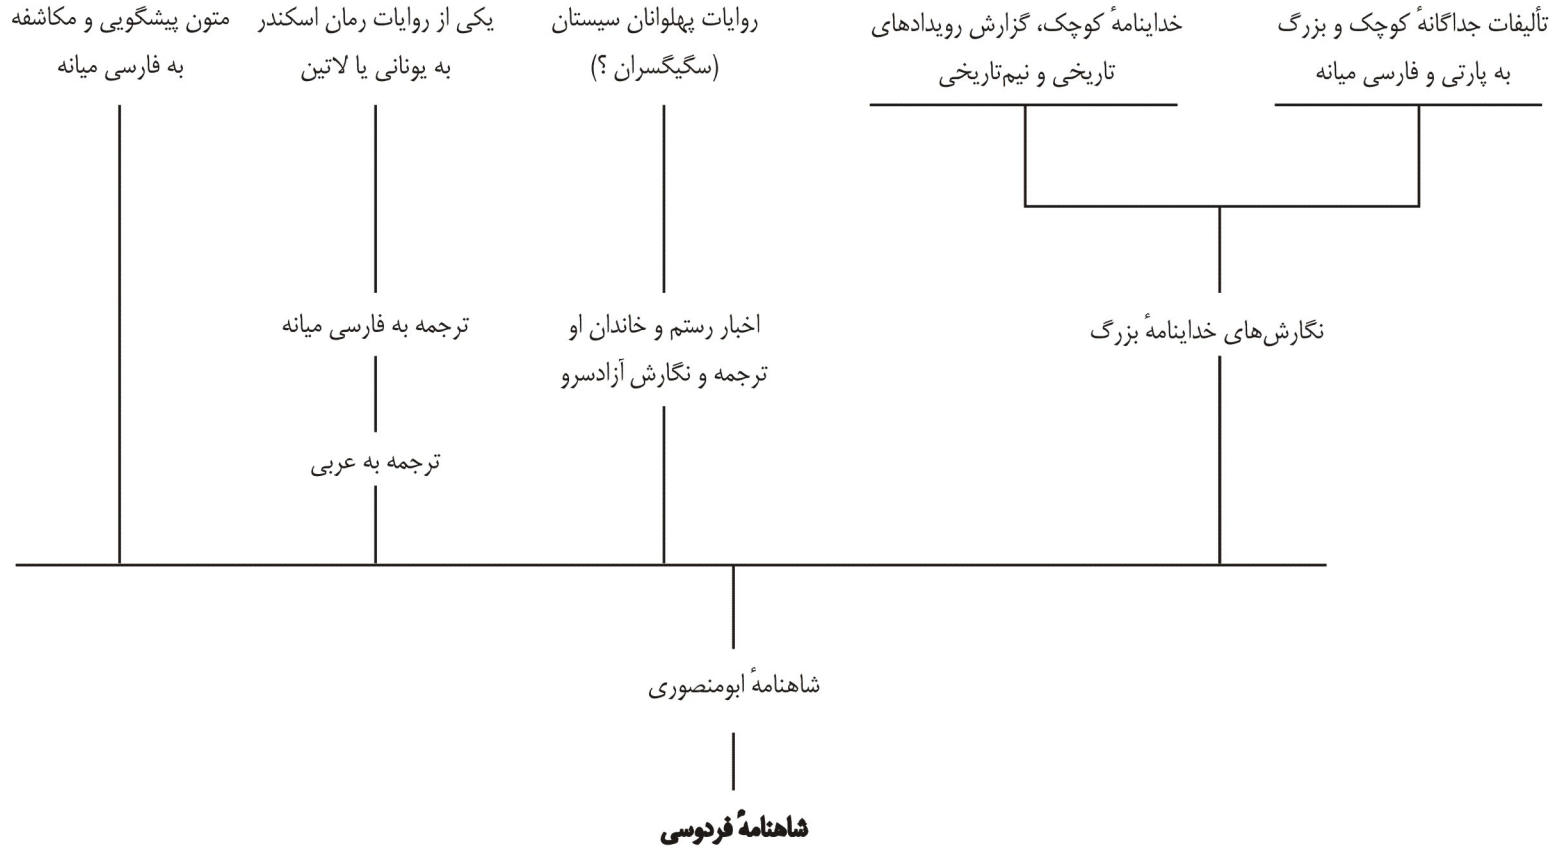 تألیفات جداگانهٔ کوچک و بزرگ
به پارتی و فارسی میانه
خداینامهٔ کوچک، گزارش رویدادهای
تاریخی و نیم‌تاریخی
روایات پهلوانان سیستان
(سگیگسران ؟)
یکی از روایات رمان اسکندر
به یونانی یا لاتین
متون پیشگویی و مکاشفه
به فارسی میانه
نگارش‌های خداینامهٔ بزرگ
اخبار رستم و خاندان او
ترجمه و نگارش آزادسرو
ترجمه به فارسی میانه
ترجمه به عربی
شاهنامهٔ ابومنصوری
شاهنامهٔ فردوسی